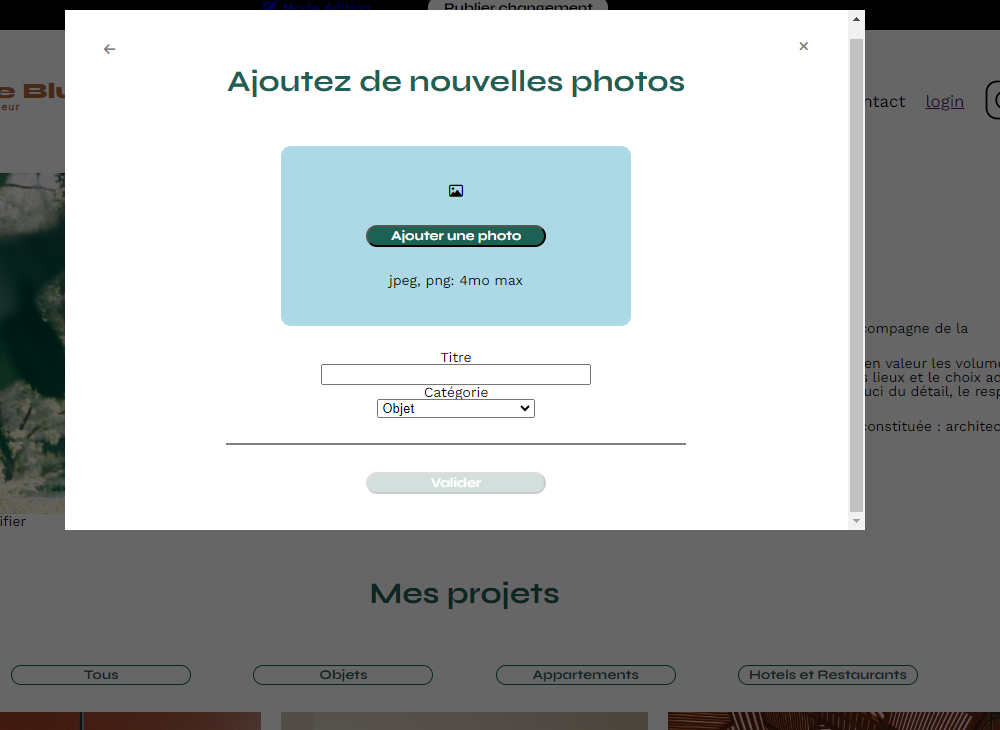 Mode édition
Publier changement
e Blu
eur
ntact
login
Ajoutez de nouvelles photos
Ajouter une photo
jpeg, png: 4mo max
Titre
Catégorie
Objet
Valider
compagne de la
en valeur les volume
s lieux et le choix ad
uci du détail, le resp
constituée : architec
ifier
Mes projets
Tous
Objets
Appartements
Hotels et Restaurants